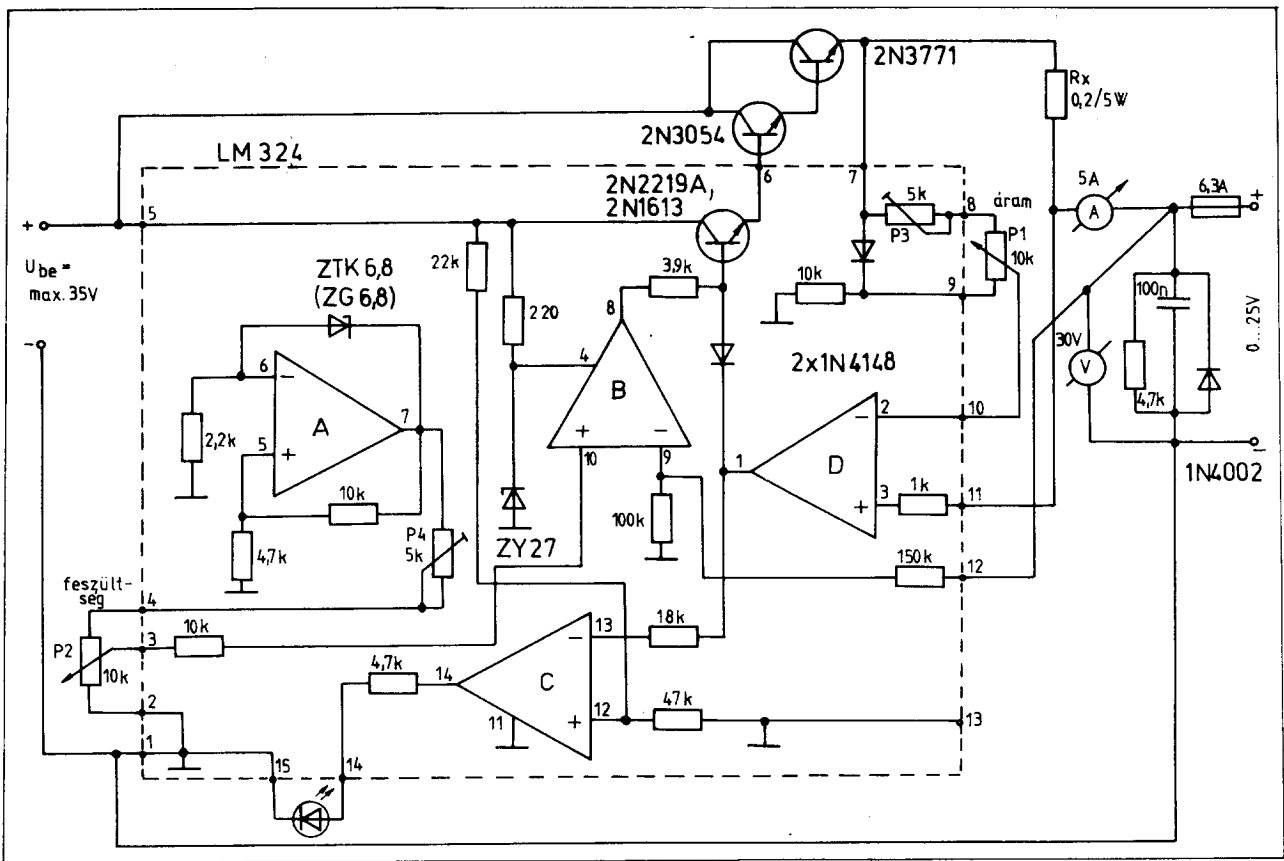 2N3771
Rx
0,2/5W
2N3054
LM 324
6
7
2N2219A,
2N1613
5k
8
áram
5A
A
6,3A
+
+
5
P3
P1
10k
Ube =
max. 35V
22k
3,9k
10k
9
ZTK 6,8
(ZG 6,8)
220
8
100n
0...25V
-
30V
V
4
2x1N4148
4,7k
6
-
A
7
B
2
-
10
2,2k
5
+
+
-
10
9
1
D
-
1N4002
10k
3
+
1k
11
4,7k
P4
5k
ZY27
100k
150k
12
feszült-
ség
4
P2
10k
3
10k
13
-
18k
4,7k
14
C
2
11
12
+
47k
13
1
15
14